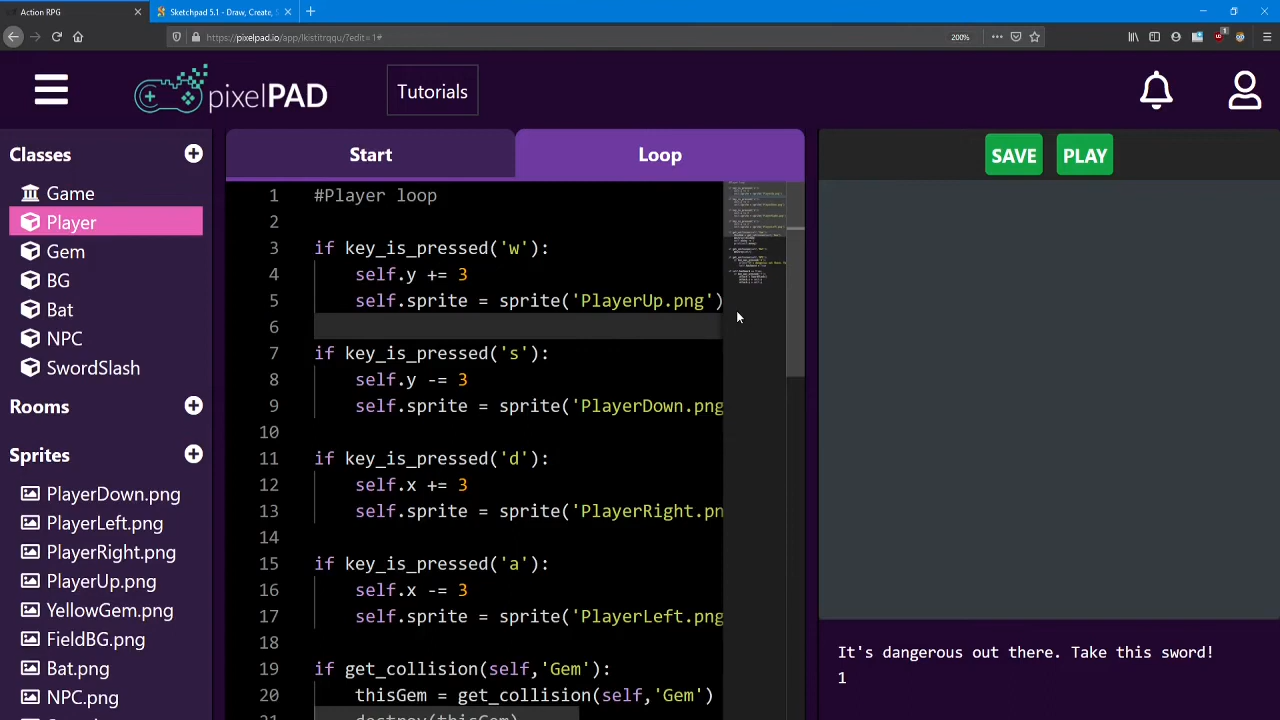 Action RPG
Sketchpad 5.1 - Draw, Create,
https://pixelpad.io/app/lkistitrqqu/?edit=1#
200%
pixelPAD
Tutorials
Classes
Game
Player
Gem
BG
Bat
NPC
SwordSlash
Rooms
Sprites
PlayerDown.png
PlayerLeft.png
PlayerRight.png
PlayerUp.png
YellowGem.png
FieldBG.png
Bat.png
NPC.png
Start
Loop
1 #Player loop
2
3 if key_is_pressed('w'):
4 self.y += 3
5 self.sprite = sprite('PlayerUp.png')
6
7 if key_is_pressed('s'):
8 self.y -= 3
9 self.sprite = sprite('PlayerDown.png
10
11 if key_is_pressed('d'):
12 self.x += 3
13 self.sprite = sprite('PlayerRight.pn
14
15 if key_is_pressed('a'):
16 self.x -= 3
17 self.sprite = sprite('PlayerLeft.png
18
19 if get_collision(self,'Gem'):
20 thisGem = get_collision(self,'Gem')
21 destroy(thisGem)
SAVE
PLAY
It's dangerous out there. Take this sword!
1